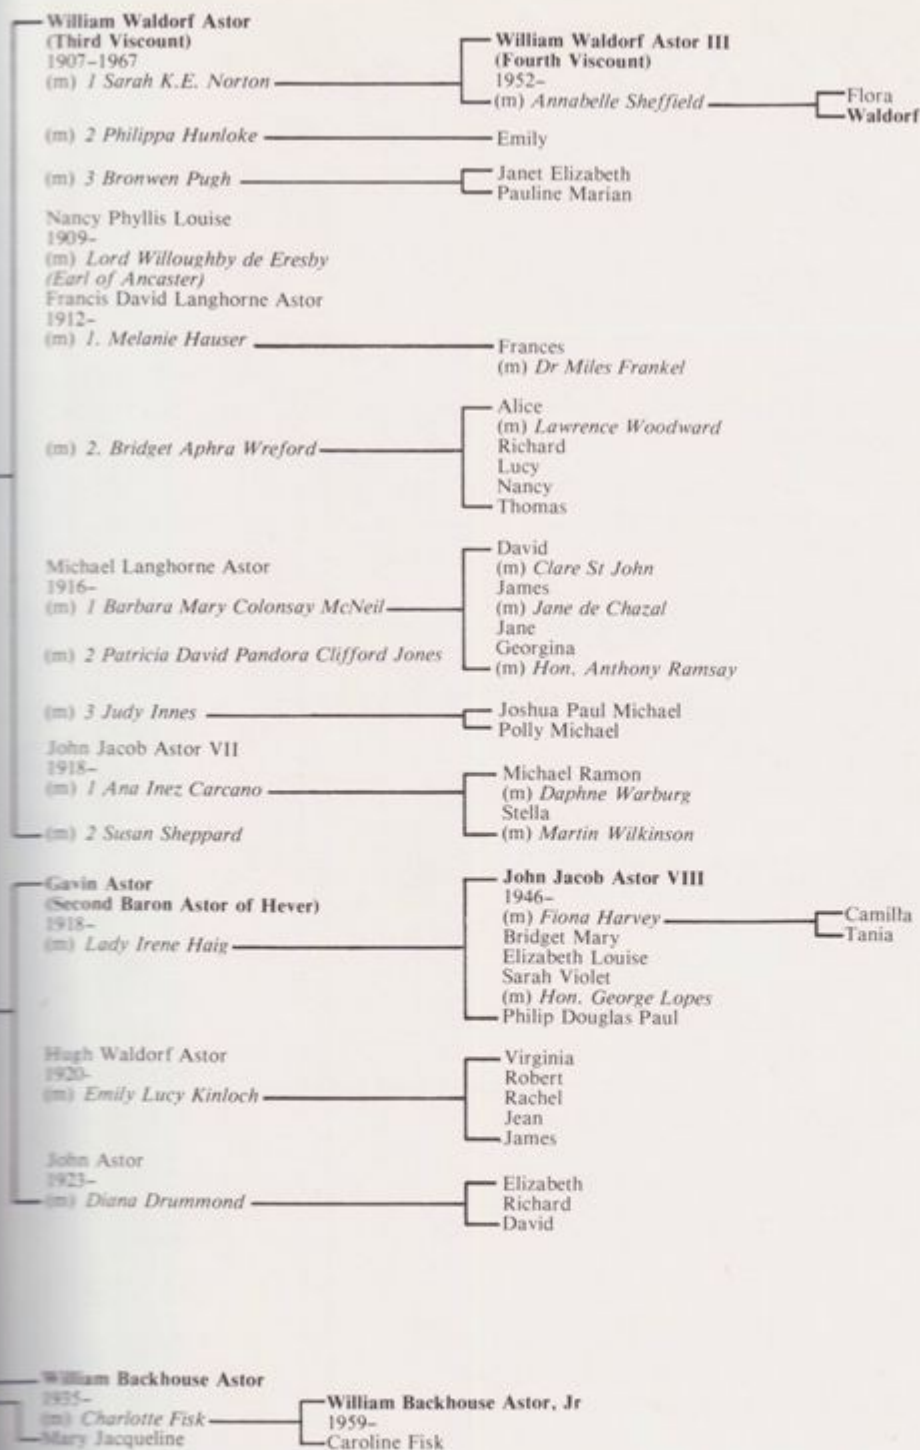 William Waldorf Astor
(Third Viscount)
1907–1967
(m) 1 Sarah K.E. Norton
William Waldorf Astor III
(Fourth Viscount)
1952–
(m) Annabelle Sheffield
Flora
Waldorf
(m) 2 Philippa Hunloke
Emily
(m) 3 Bronwen Pugh
Janet Elizabeth
Pauline Marian
Nancy Phyllis Louise
1909–
(m) Lord Willoughby de Eresby
(Earl of Ancaster)
Francis David Langhorne Astor
1912–
(m) 1. Melanie Hauser
Frances
(m) Dr Miles Frankel
(m) 2. Bridget Aphra Wreford
Alice
(m) Lawrence Woodward
Richard
Lucy
Nancy
Thomas
Michael Langhorne Astor
1916–
(m) 1 Barbara Mary Colonsay McNeil
David
(m) Clare St John
James
(m) Jane de Chazal
Jane
Georgina
(m) Hon. Anthony Ramsay
(m) 2 Patricia David Pandora Clifford Jones
(m) 3 Judy Innes
Joshua Paul Michael
Polly Michael
John Jacob Astor VII
1918–
(m) 1 Ana Inez Carcano
Michael Ramon
(m) Daphne Warburg
Stella
(m) Martin Wilkinson
(m) 2 Susan Sheppard
Gavin Astor
(Second Baron Astor of Hever)
1918–
(m) Lady Irene Haig
John Jacob Astor VIII
1946–
(m) Fiona Harvey
Camilla
Tania
Bridget Mary
Elizabeth Louise
Sarah Violet
(m) Hon. George Lopes
Philip Douglas Paul
Hugh Waldorf Astor
1920–
(m) Emily Lucy Kinloch
Virginia
Robert
Rachel
Jean
James
John Astor
1923–
(m) Diana Drummond
Elizabeth
Richard
David
William Backhouse Astor
1935–
(m) Charlotte Fisk
William Backhouse Astor, Jr
1959–
Caroline Fisk
Mary Jacqueline